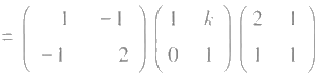 = ( 1 -1 ) ( 1 k ) ( 2 1 )
( -1 2 ) ( 0 1 ) ( 1 1 )